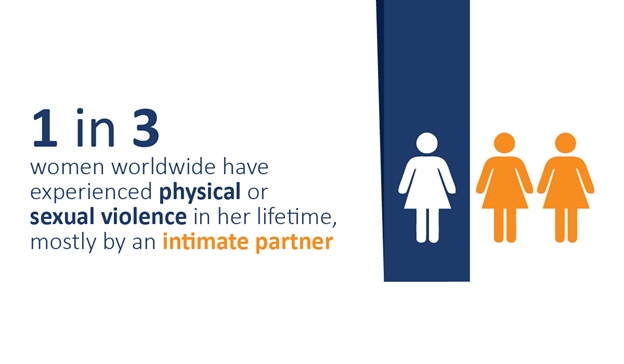 1 in 3
women worldwide have
experienced physical or
sexual violence in her lifetime,
mostly by an intimate partner